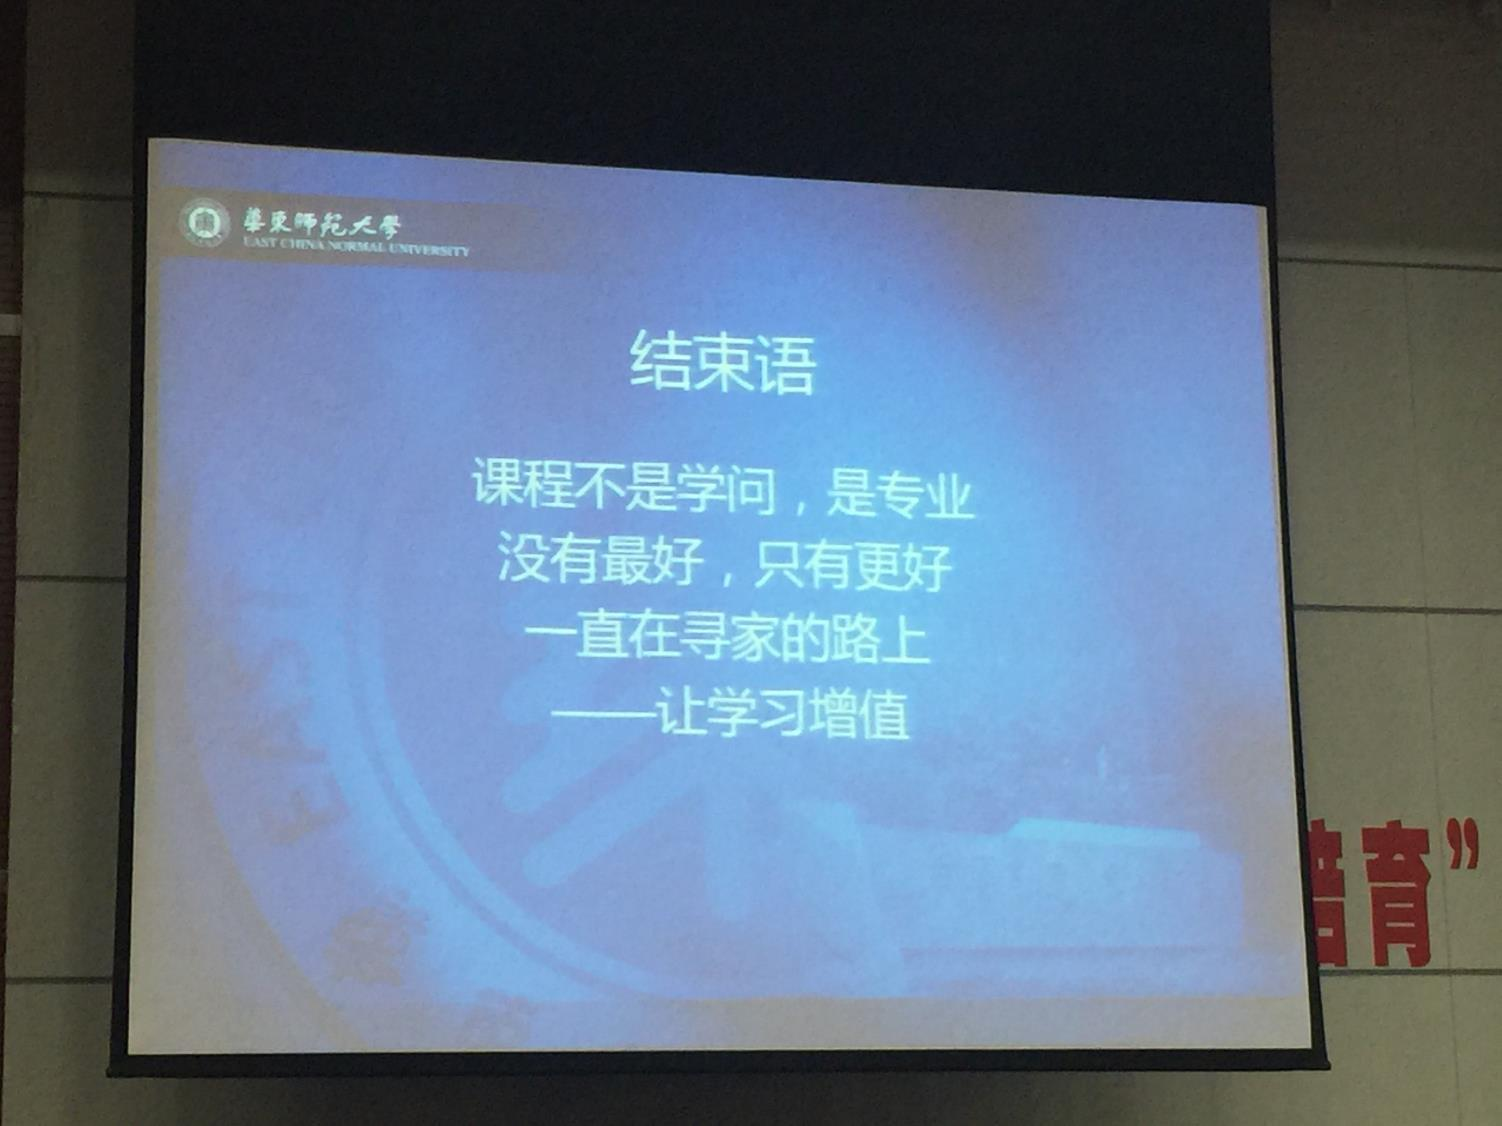 華東師範大學
EAST CHINA NORMAL UNIVERSITY
结束语
课程不是学问，是专业
没有最好，只有更好
一直在寻家的路上
——让学习增值
育”